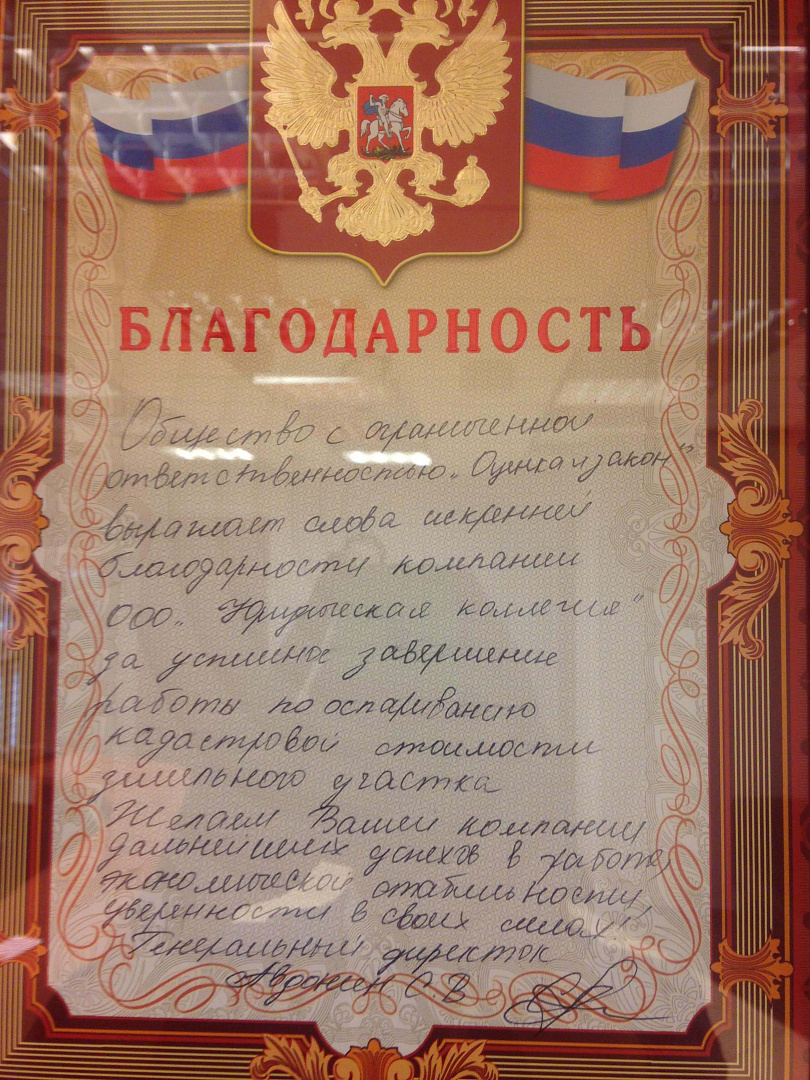 БЛАГОДАРНОСТЬ
Общество с ограниченной
ответственностью „Оценка и закон"
выражает слова искренней
благодарности компании
ООО „Юридическая коллегия"
за успешное завершение
работы по оспариванию
кадастровой стоимости
земельного участка
Желаем Вашей компании
дальнейших успехов в работе,
экономической стабильности,
уверенности в своих силах!
Генеральный директор
Авдонин С В